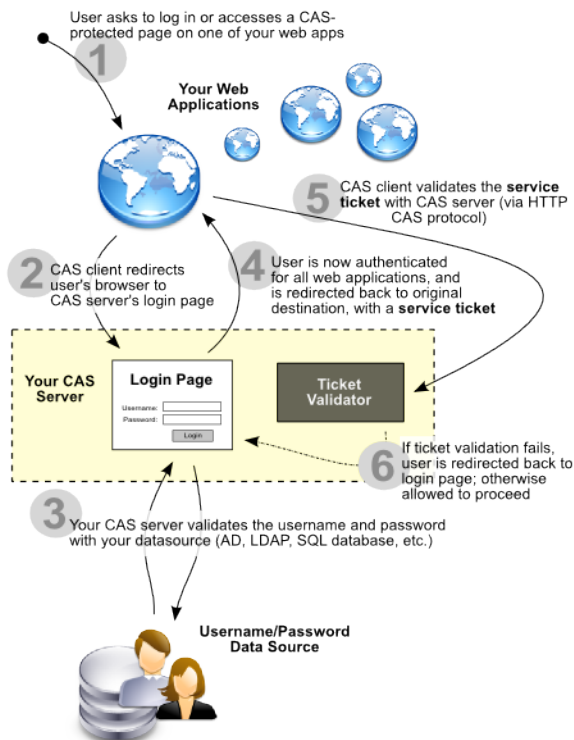 User asks to log in or accesses a CAS-
protected page on one of your web apps
1
Your Web
Applications
5
CAS client validates the service
ticket with CAS server (via HTTP
CAS protocol)
2
CAS client redirects
user's browser to
CAS server's login page
4
User is now authenticated
for all web applications, and
is redirected back to original
destination, with a service ticket
Your CAS
Server
Login Page
Username:
Password:
Login
Ticket
Validator
6
If ticket validation fails,
user is redirected back to
login page; otherwise
allowed to proceed
3
Your CAS server validates the username and password
with your datasource (AD, LDAP, SQL database, etc.)
Username/Password
Data Source